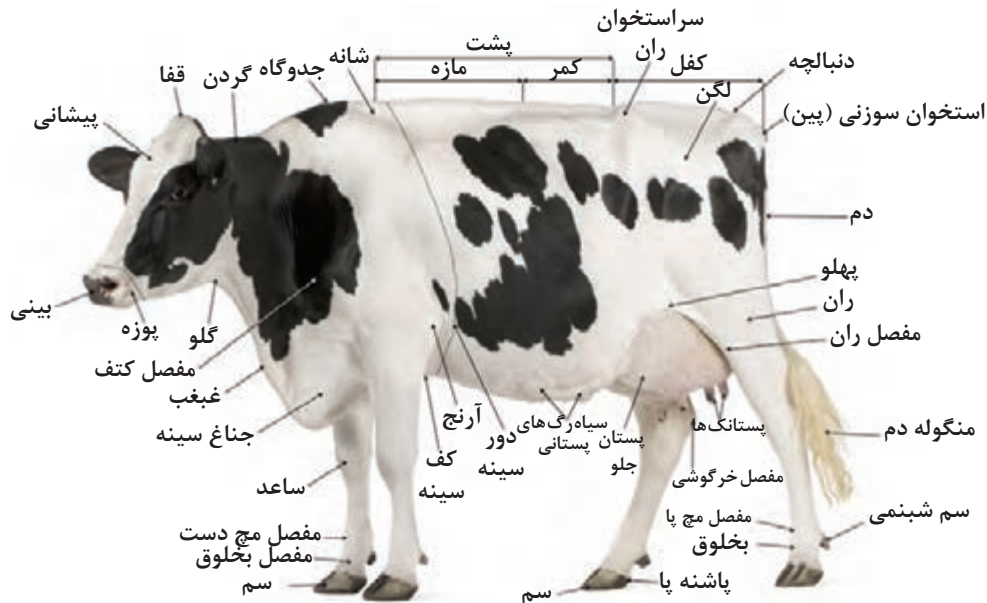 سراستخوان
ران
پشت
شانه
کفل
دنبالچه
مازه
کمر
جدوگاه
گردن
قفا
لگن
پیشانی
استخوان سوزنی (پین)
دم
پهلو
بینی
پوزه
گلو
ران
مفصل ران
مفصل کتف
غبغب
جناغ سینه
آرنج
دور
سینه
کف
سینه
سیاه‌رگ‌های
پستانی
پستان
جلو
پستانک‌ها
منگوله دم
مفصل خرگوشی
ساعد
سم شبنمی
مفصل مچ پا
مفصل مچ دست
بخلوق
مفصل بخلوق
سم
پاشنه پا
سم